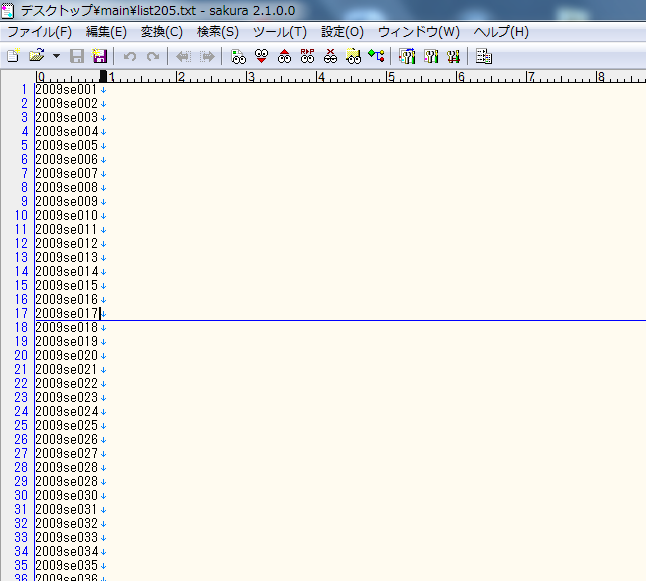 デスクトップ¥main¥list205.txt - sakura 2.1.0.0
ファイル(F) 編集(E) 変換(C) 検索(S) ツール(T) 設定(O) ウィンドウ(W) ヘルプ(H)
0 1 2 3 4 5 6 7 8
1 2009se001↓
2 2009se002↓
3 2009se003↓
4 2009se004↓
5 2009se005↓
6 2009se006↓
7 2009se007↓
8 2009se008↓
9 2009se009↓
10 2009se010↓
11 2009se011↓
12 2009se012↓
13 2009se013↓
14 2009se014↓
15 2009se015↓
16 2009se016↓
17 2009se017↓
18 2009se018↓
19 2009se019↓
20 2009se020↓
21 2009se021↓
22 2009se022↓
23 2009se023↓
24 2009se024↓
25 2009se025↓
26 2009se026↓
27 2009se027↓
28 2009se028↓
29 2009se028↓
30 2009se030↓
31 2009se031↓
32 2009se032↓
33 2009se033↓
34 2009se034↓
35 2009se035↓
36 2009se036↓